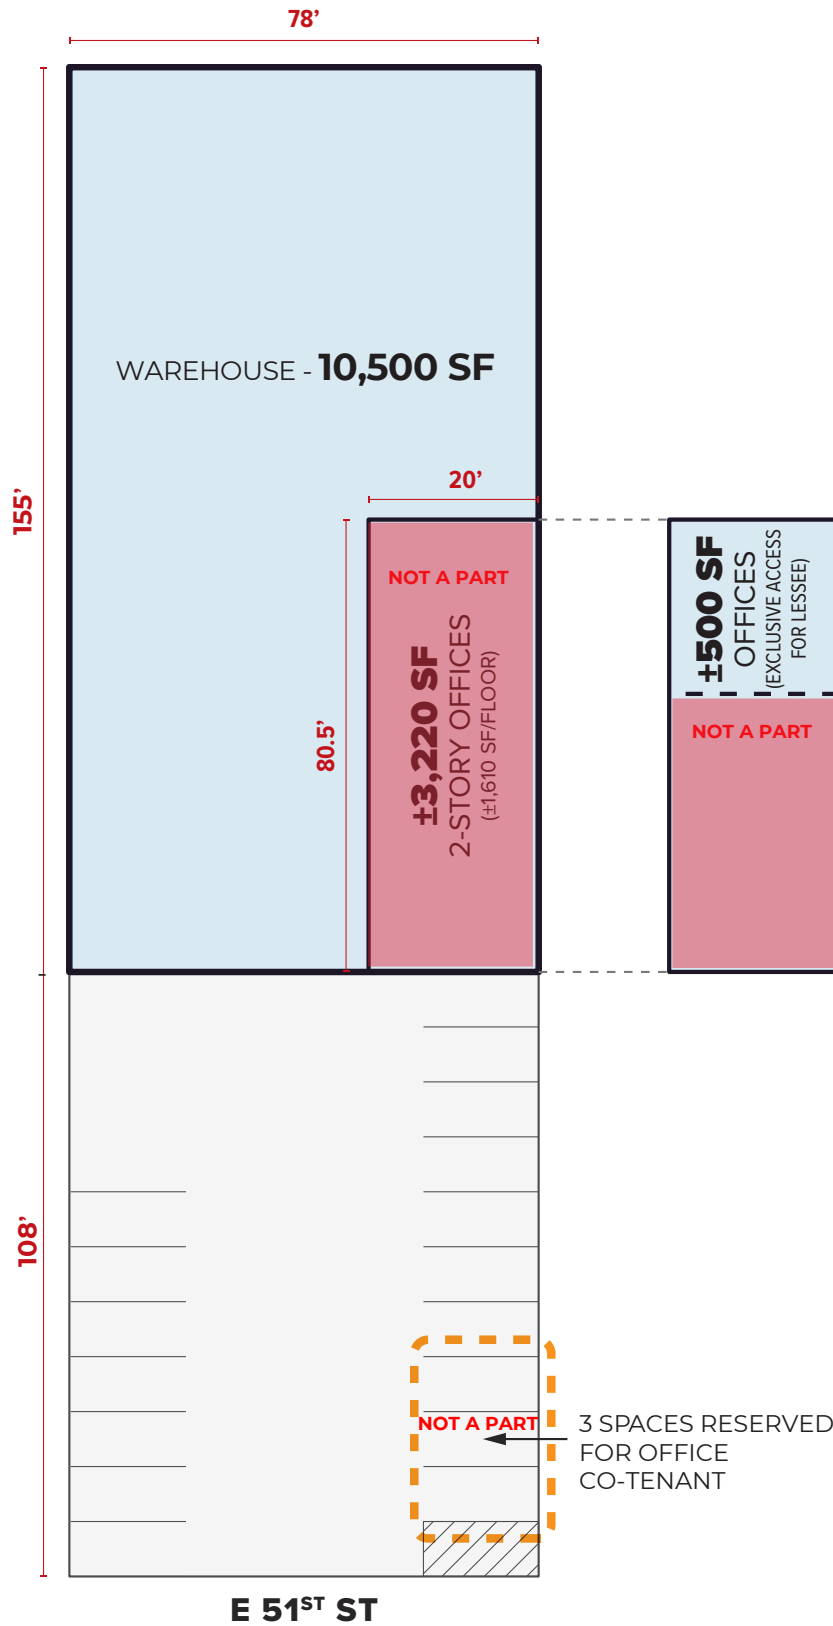 78’
WAREHOUSE - 10,500 SF
155’
20’
NOT A PART
80.5’
±3,220 SF
2-STORY OFFICES
(±1,610 SF/FLOOR)
±500 SF
OFFICES
(EXCLUSIVE ACCESS
FOR LESSEE)
NOT A PART
108’
NOT A PART
3 SPACES RESERVED
FOR OFFICE
CO-TENANT
E 51ST ST